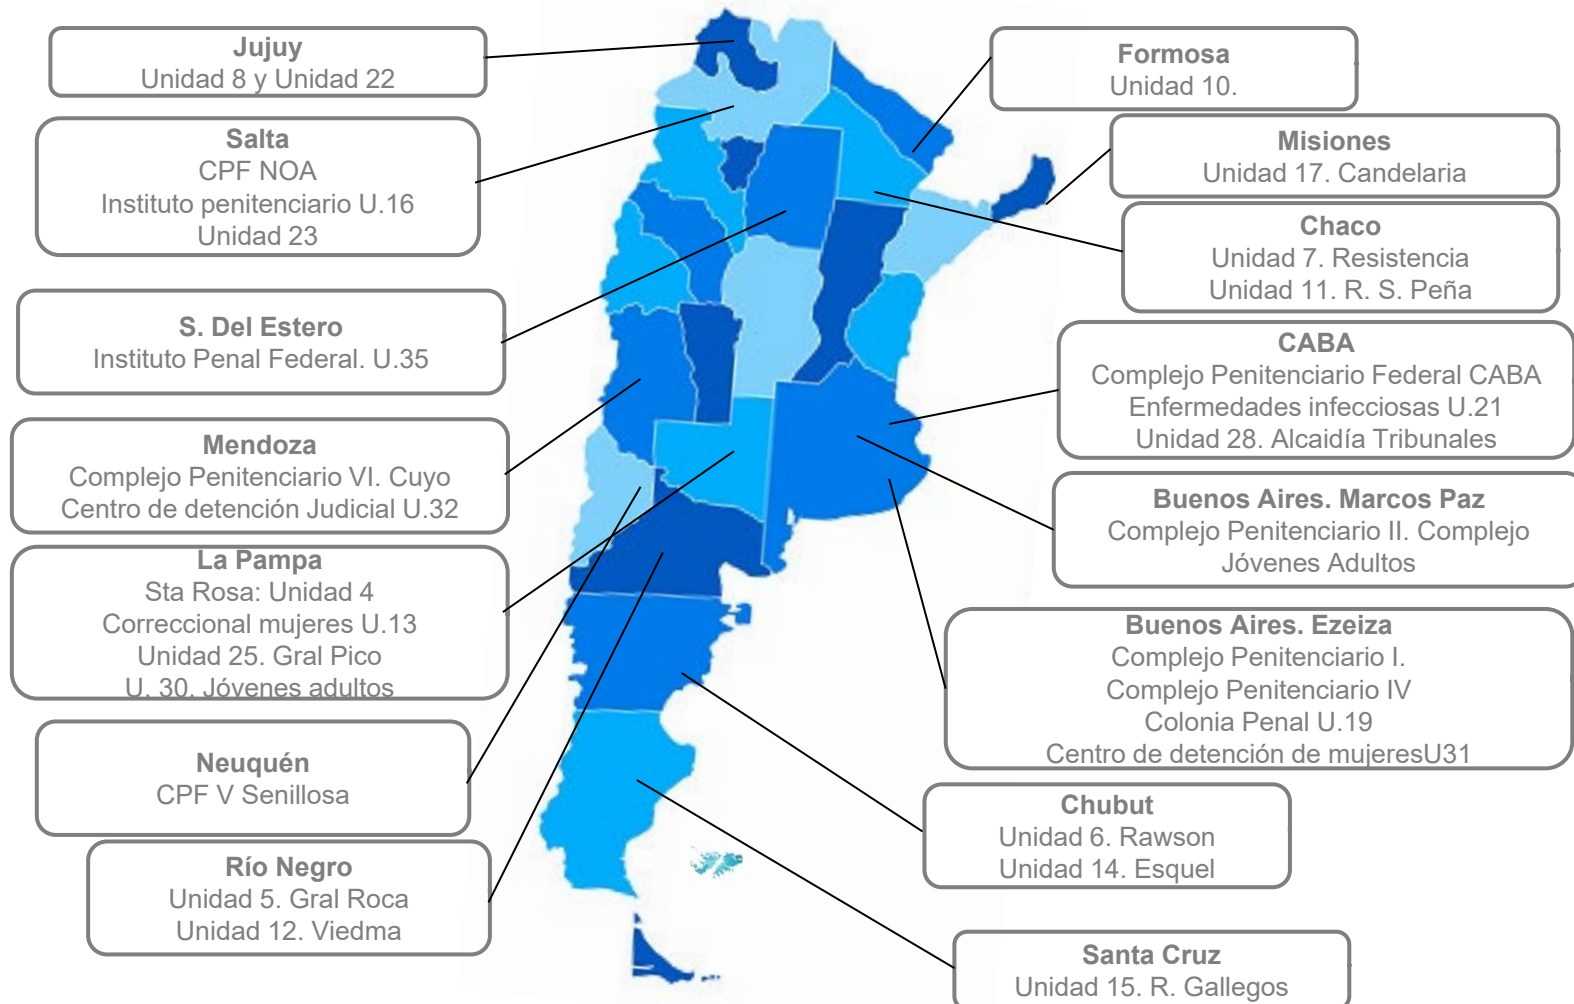 Jujuy
Unidad 8 y Unidad 22
Salta
CPF NOA
Instituto penitenciario U.16
Unidad 23
S. Del Estero
Instituto Penal Federal. U.35
Mendoza
Complejo Penitenciario VI. Cuyo
Centro de detención Judicial U.32
La Pampa
Sta Rosa: Unidad 4
Correccional mujeres U.13
Unidad 25. Gral Pico
U. 30. Jóvenes adultos
Neuquén
CPF V Senillosa
Río Negro
Unidad 5. Gral Roca
Unidad 12. Viedma
Formosa
Unidad 10.
Misiones
Unidad 17. Candelaria
Chaco
Unidad 7. Resistencia
Unidad 11. R. S. Peña
CABA
Complejo Penitenciario Federal CABA
Enfermedades infecciosas U.21
Unidad 28. Alcaidía Tribunales
Buenos Aires. Marcos Paz
Complejo Penitenciario II. Complejo
Jóvenes Adultos
Buenos Aires. Ezeiza
Complejo Penitenciario I.
Complejo Penitenciario IV
Colonia Penal U.19
Centro de detención de mujeresU31
Chubut
Unidad 6. Rawson
Unidad 14. Esquel
Santa Cruz
Unidad 15. R. Gallegos